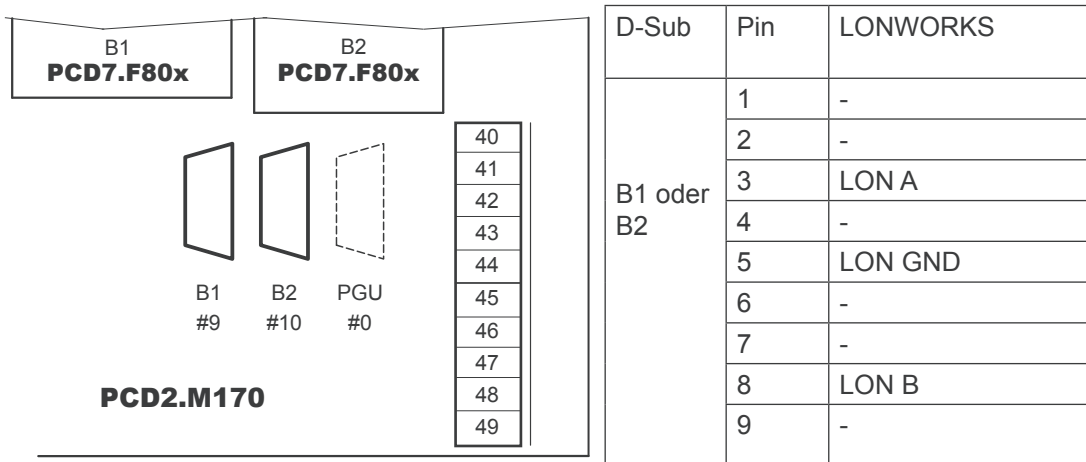 B1
PCD7.F80x
B2
PCD7.F80x
40
41
42
43
44
45
46
47
48
49
B1 B2 PGU
#9 #10 #0
PCD2.M170
D-Sub Pin LONWORKS
B1 oder
B2
1 -
2 -
3 LON A
4 -
5 LON GND
6 -
7 -
8 LON B
9 -